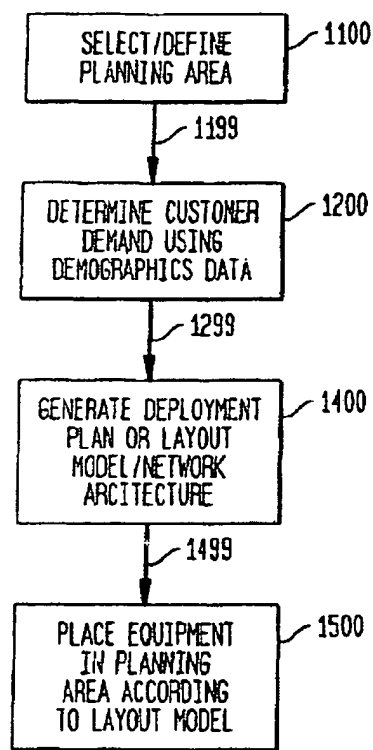 SELECT/DEFINE
PLANNING AREA
1100
1199
DETERMINE CUSTOMER
DEMAND USING
DEMOGRAPHICS DATA
1200
1299
GENERATE DEPLOYMENT
PLAN OR LAYOUT
MODEL/NETWORK
ARCITECTURE
1400
1499
PLACE EQUIPMENT
IN PLANNING
AREA ACCORDING
TO LAYOUT MODEL
1500